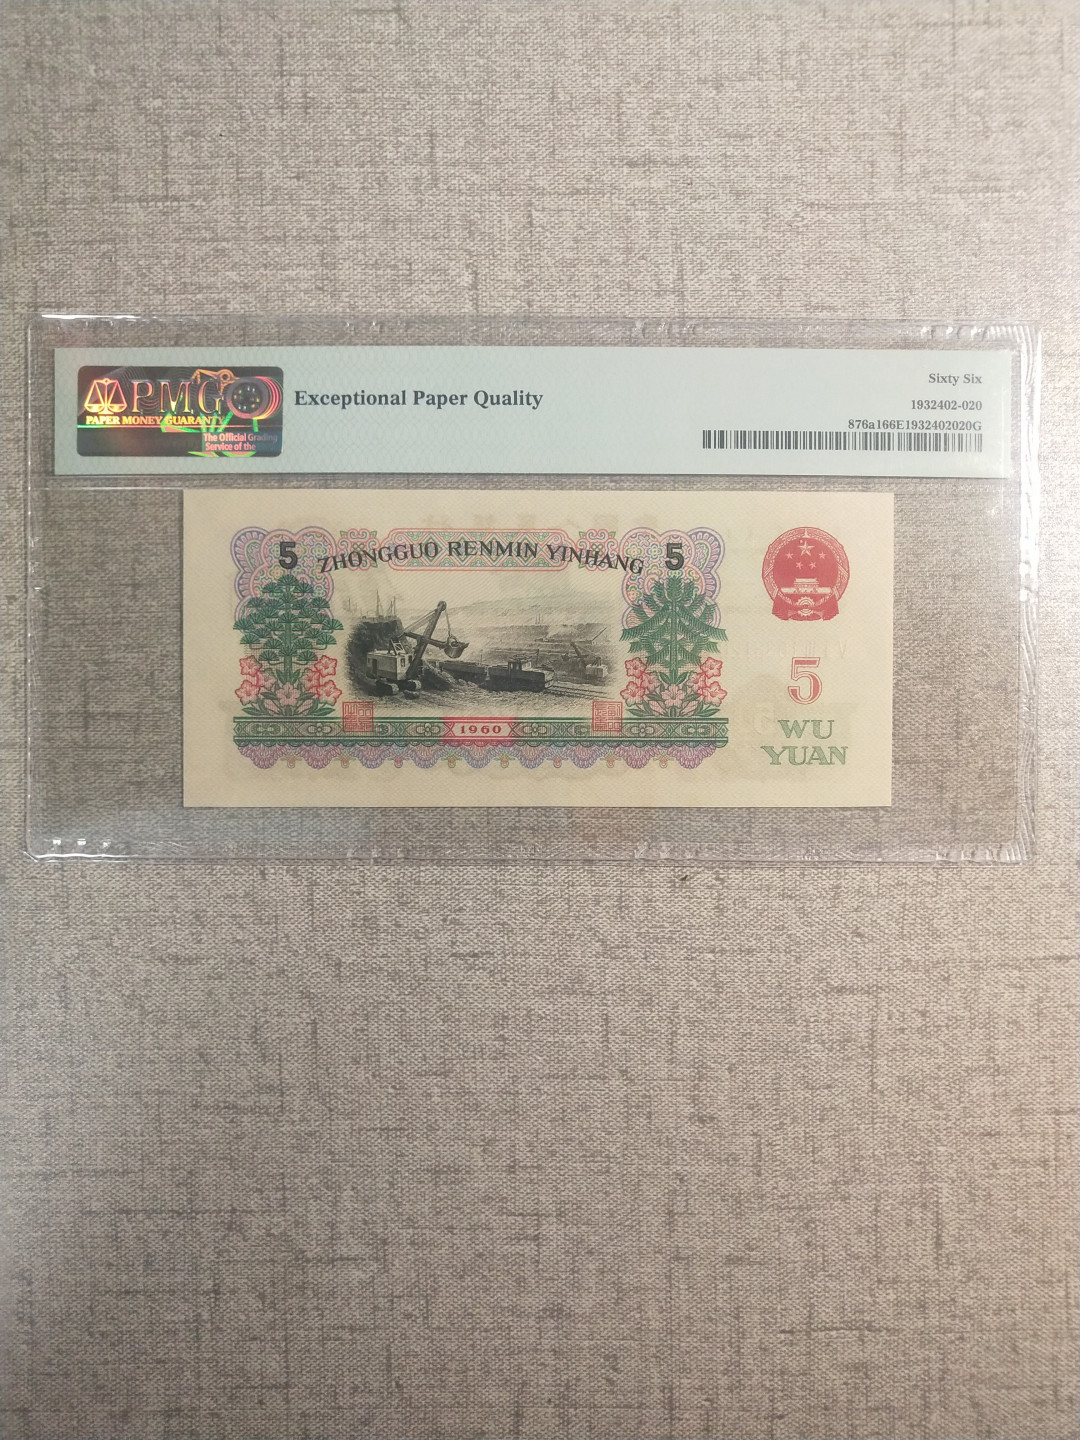 PMG
PAPER MONEY GUARANTY
The Official Grading
Service of the
Exceptional Paper Quality
Sixty Six
1932402-020
876a166E1932402020G
5 ZHONGGUO RENMIN YINHANG 5
1960
5
WU
YUAN